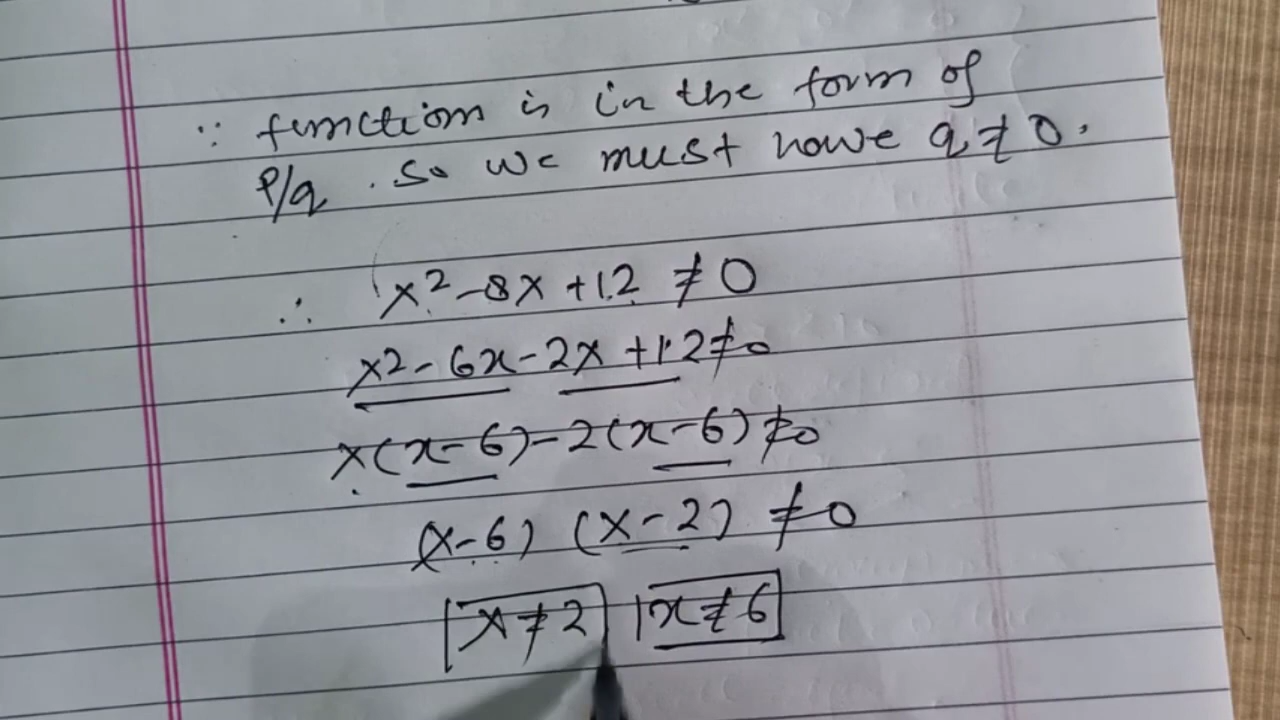 ∵ function is in the form of
P/q. So we must have q ≠ 0.
∴ x² - 8x + 12 ≠ 0
x² - 6x - 2x + 12 ≠ 0
x(x-6) - 2(x-6) ≠ 0
(x-6) (x-2) ≠ 0
x ≠ 2 x ≠ 6